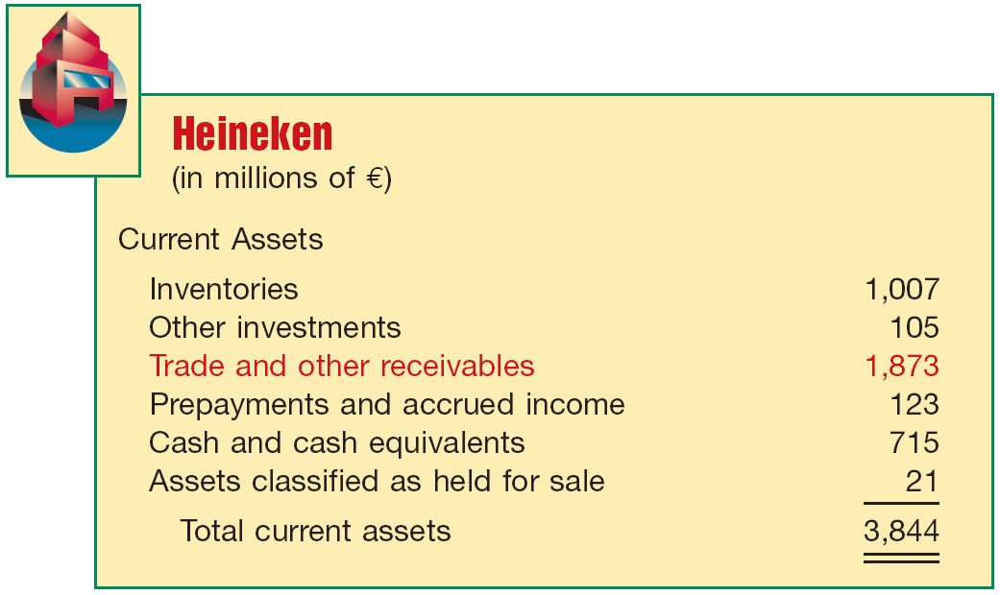 Heineken
(in millions of €)
Current Assets
Inventories 1,007
Other investments 105
Trade and other receivables 1,873
Prepayments and accrued income 123
Cash and cash equivalents 715
Assets classified as held for sale 21
Total current assets 3,844